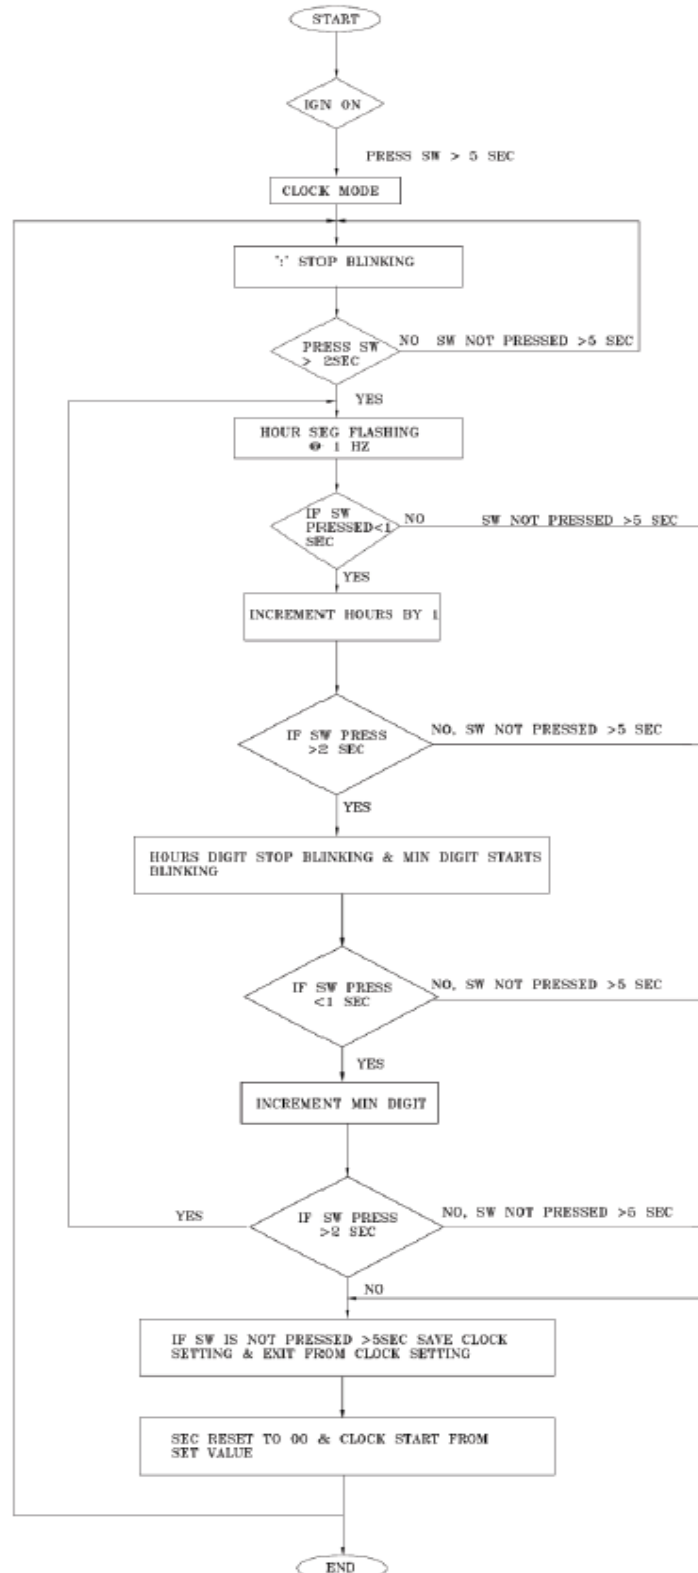 START
IGN ON
PRESS SW > 5 SEC
CLOCK MODE
":" STOP BLINKING
PRESS SW
> 2SEC
NO SW NOT PRESSED >5 SEC
YES
HOUR SEG FLASHING
@ 1 HZ
IF SW
PRESSED<1
SEC
NO SW NOT PRESSED >5 SEC
YES
INCREMENT HOURS BY 1
IF SW PRESS
>2 SEC
NO, SW NOT PRESSED >5 SEC
YES
HOURS DIGIT STOP BLINKING & MIN DIGIT STARTS
BLINKING
IF SW PRESS
<1 SEC
NO, SW NOT PRESSED >5 SEC
YES
INCREMENT MIN DIGIT
YES
IF SW PRESS
>2 SEC
NO, SW NOT PRESSED >5 SEC
NO
IF SW IS NOT PRESSED >5SEC SAVE CLOCK
SETTING & EXIT FROM CLOCK SETTING
SEC RESET TO 00 & CLOCK START FROM
SET VALUE
END